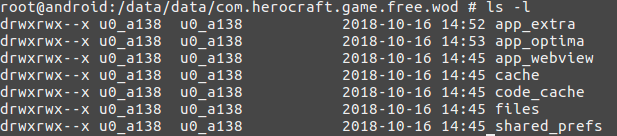 root@android:/data/data/com.herocraft.game.free.wod # ls -l
drwxrwx--x u0_a138  u0_a138           2018-10-16 14:52 app_extra
drwxrwx--x u0_a138  u0_a138           2018-10-16 14:53 app_optima
drwxrwx--x u0_a138  u0_a138           2018-10-16 14:45 app_webview
drwxrwx--x u0_a138  u0_a138           2018-10-16 14:45 cache
drwxrwx--x u0_a138  u0_a138           2018-10-16 14:45 code_cache
drwxrwx--x u0_a138  u0_a138           2018-10-16 14:45 files
drwxrwx--x u0_a138  u0_a138           2018-10-16 14:45 shared_prefs